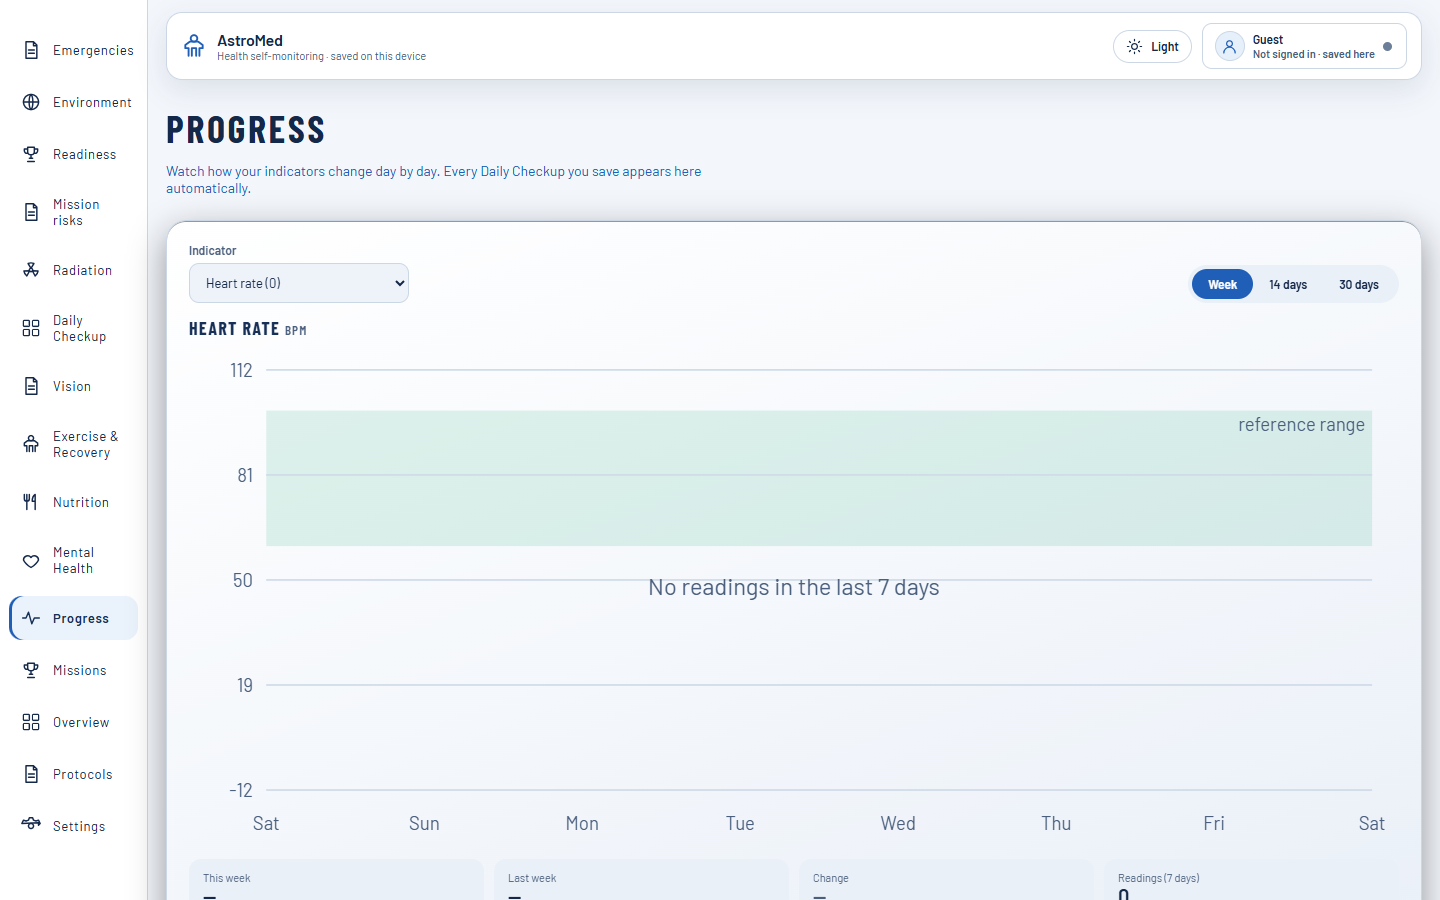 Emergencies
Environment
Readiness
Mission
risks
Radiation
Daily
Checkup
Vision
Exercise &
Recovery
Nutrition
Mental
Health
Progress
Missions
Overview
Protocols
Settings
AstroMed
Health self-monitoring · saved on this device
Light
Guest
Not signed in · saved here
PROGRESS
Watch how your indicators change day by day. Every Daily Checkup you save appears here
automatically.
Indicator
Heart rate (0)
Week
14 days
30 days
HEART RATE BPM
112
reference range
81
50
No readings in the last 7 days
19
-12
Sat
Sun
Mon
Tue
Wed
Thu
Fri
Sat
This week
–
Last week
–
Change
–
Readings (7 days)
0